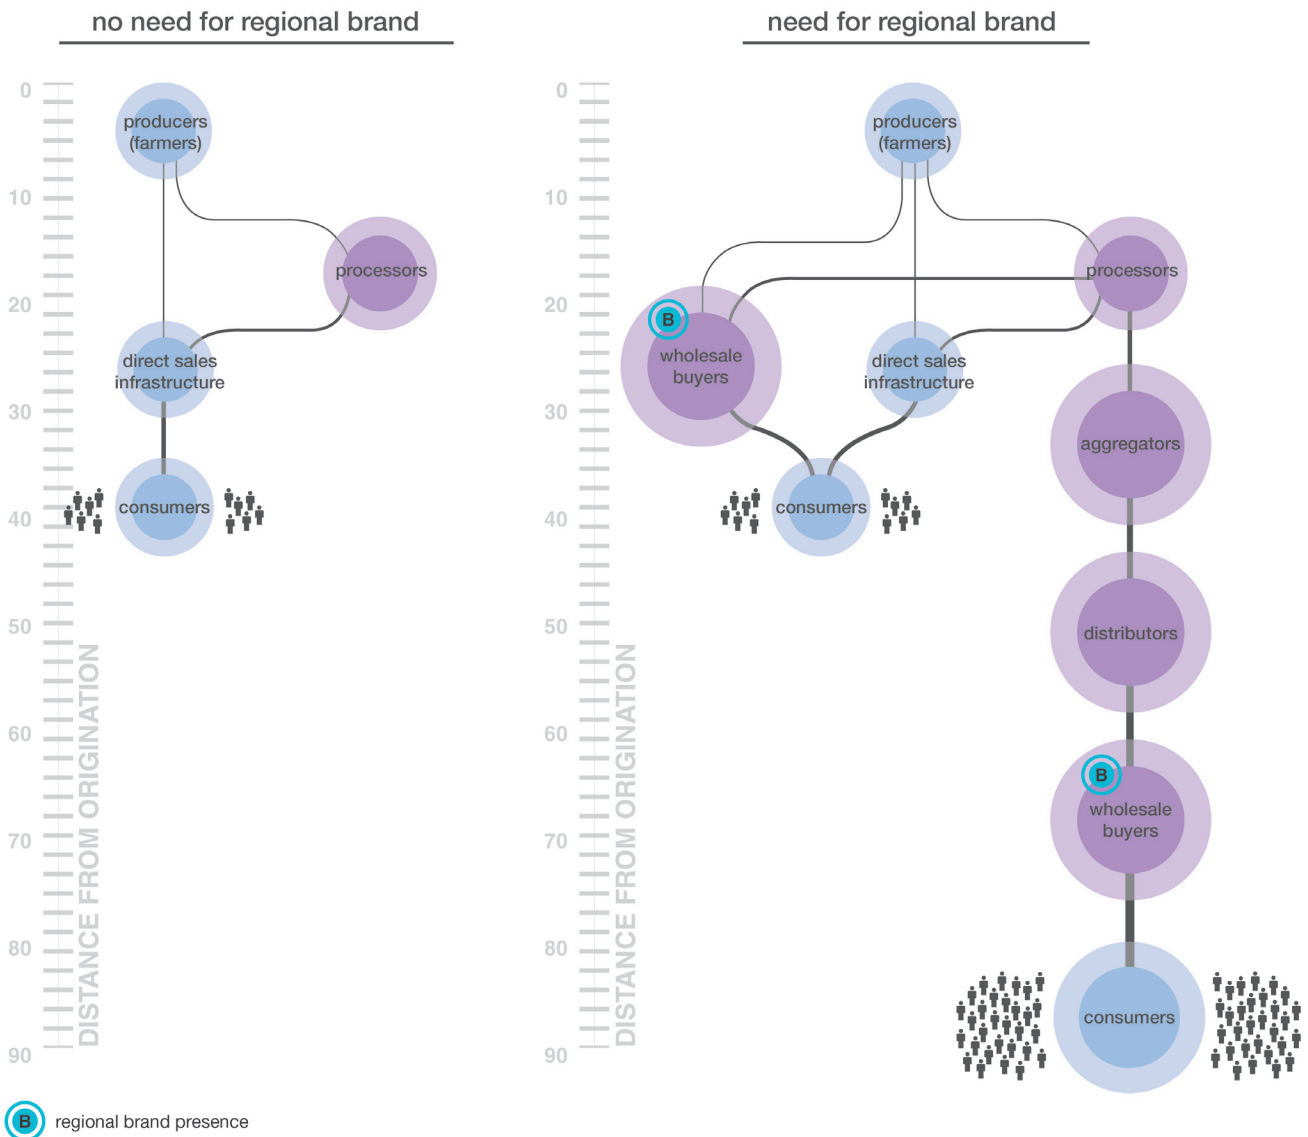 no need for regional brand
0
10
20
30
40
50
60
70
80
90
DISTANCE FROM ORIGINATION
producers
(farmers)
processors
direct sales
infrastructure
consumers
need for regional brand
0
10
20
30
40
50
60
70
80
90
DISTANCE FROM ORIGINATION
producers
(farmers)
processors
B
wholesale
buyers
direct sales
infrastructure
aggregators
consumers
distributors
B
wholesale
buyers
consumers
B regional brand presence